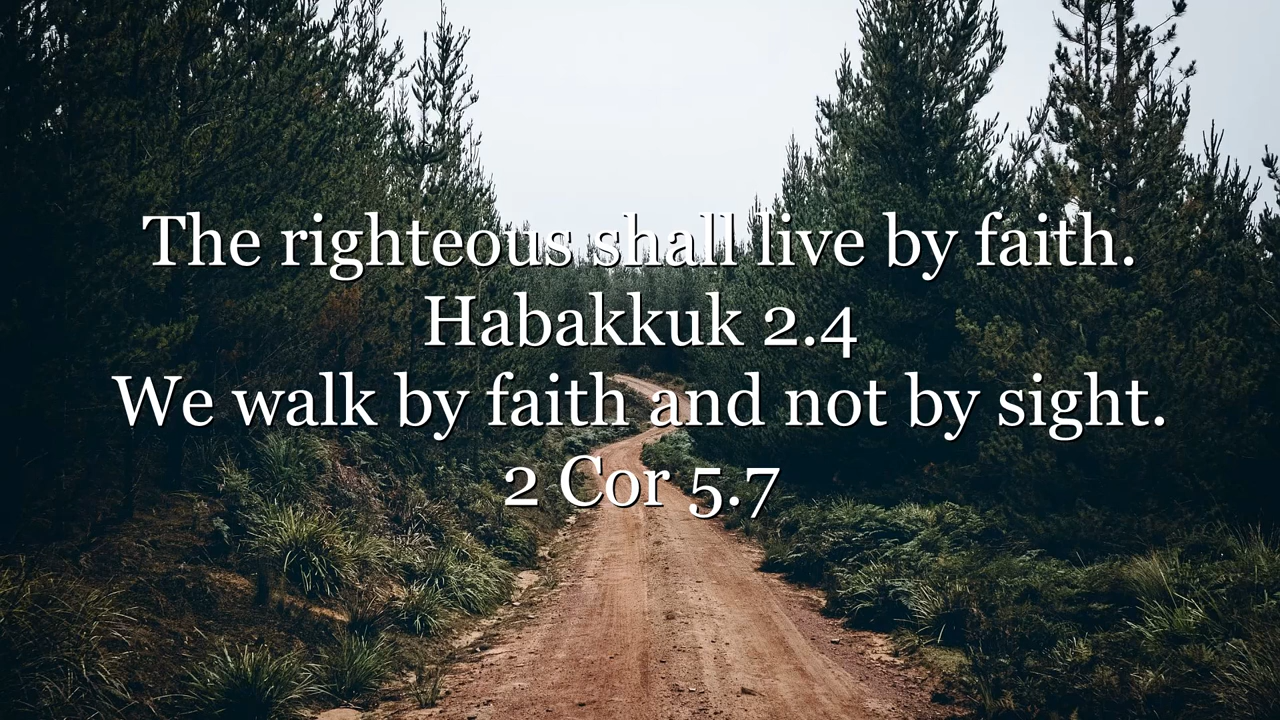 The righteous shall live by faith.
Habakkuk 2.4
We walk by faith and not by sight.
2 Cor 5.7